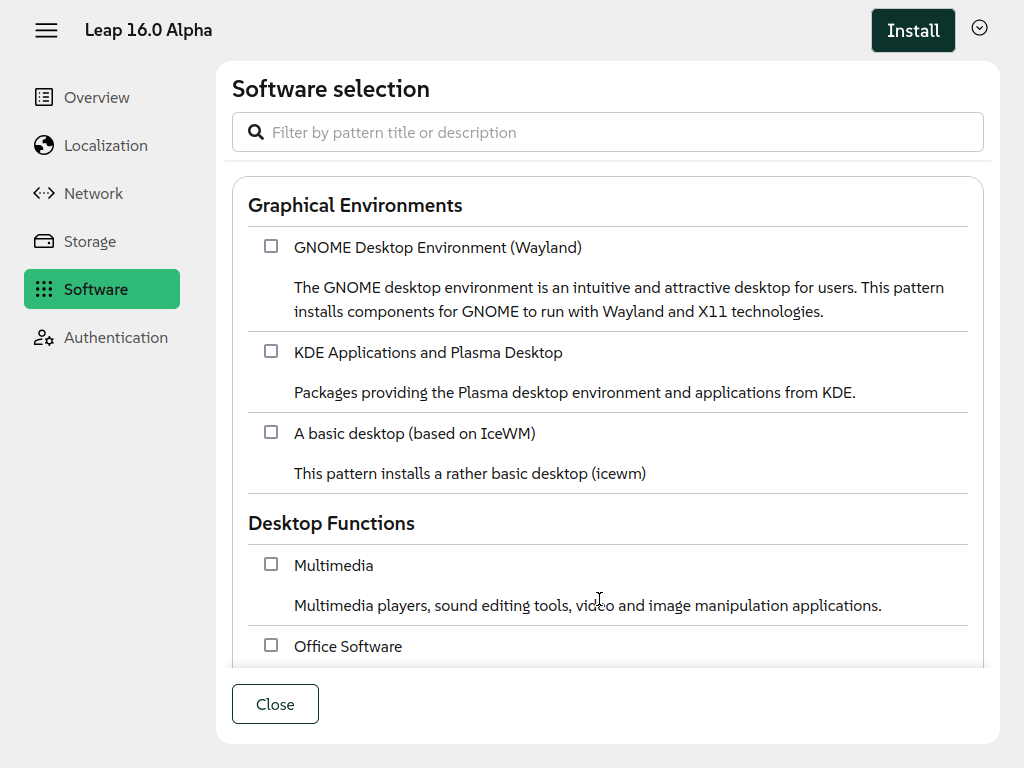 Leap 16.0 Alpha
Install
Overview
Localization
Network
Storage
Software
Authentication
Software selection
Filter by pattern title or description
Graphical Environments
GNOME Desktop Environment (Wayland)
The GNOME desktop environment is an intuitive and attractive desktop for users. This pattern
installs components for GNOME to run with Wayland and X11 technologies.
KDE Applications and Plasma Desktop
Packages providing the Plasma desktop environment and applications from KDE.
A basic desktop (based on IceWM)
This pattern installs a rather basic desktop (icewm)
Desktop Functions
Multimedia
Multimedia players, sound editing tools, video and image manipulation applications.
Office Software
Close